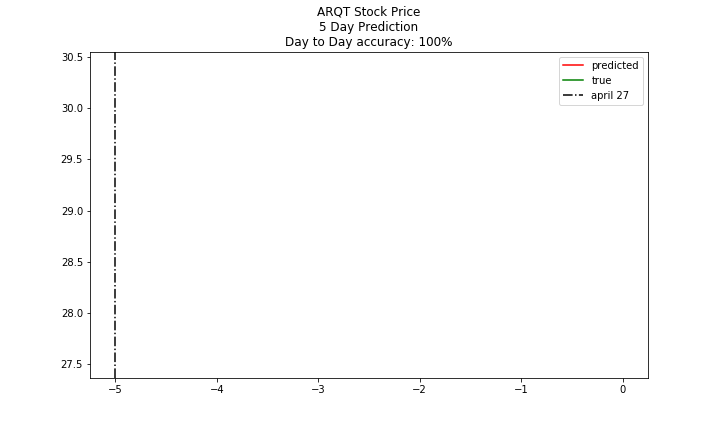 ARQT Stock Price
5 Day Prediction
Day to Day accuracy: 100%
30.5
30.0
29.5
29.0
28.5
28.0
27.5
predicted
true
april 27
−5
−4
−3
−2
−1
0